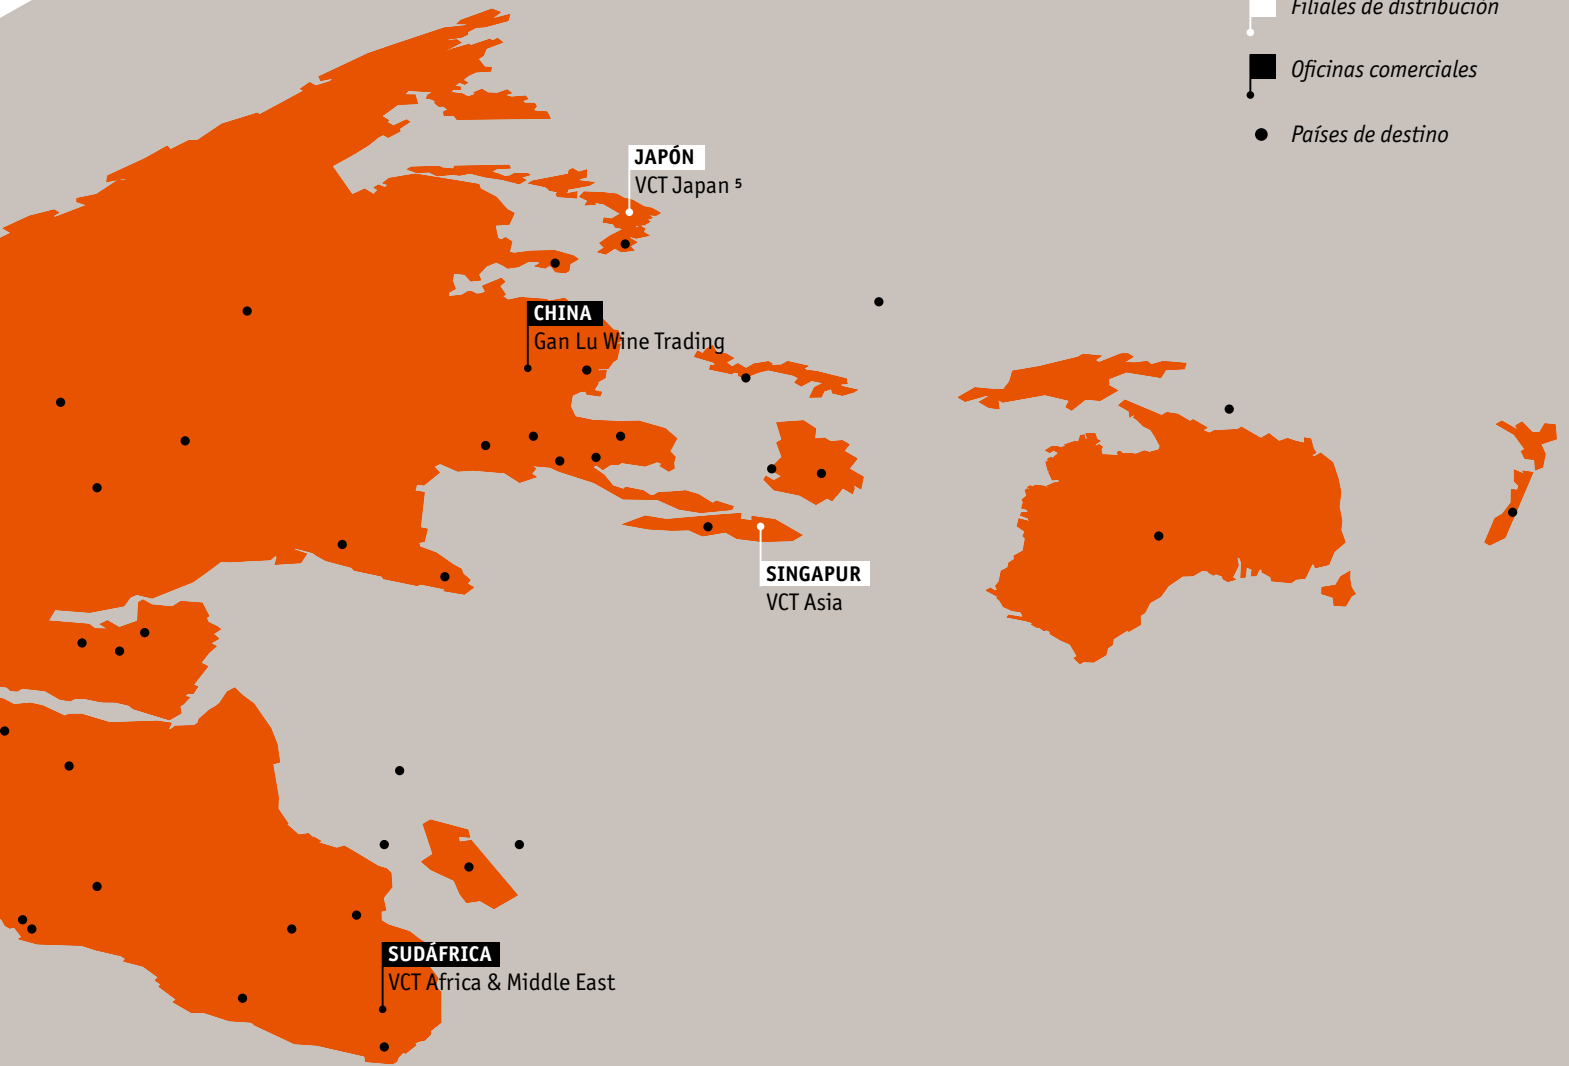 Filiales de distribución
Oficinas comerciales
Países de destino
JAPÓN
VCT Japan ⁵
CHINA
Gan Lu Wine Trading
SINGAPUR
VCT Asia
SUDÁFRICA
VCT Africa & Middle East